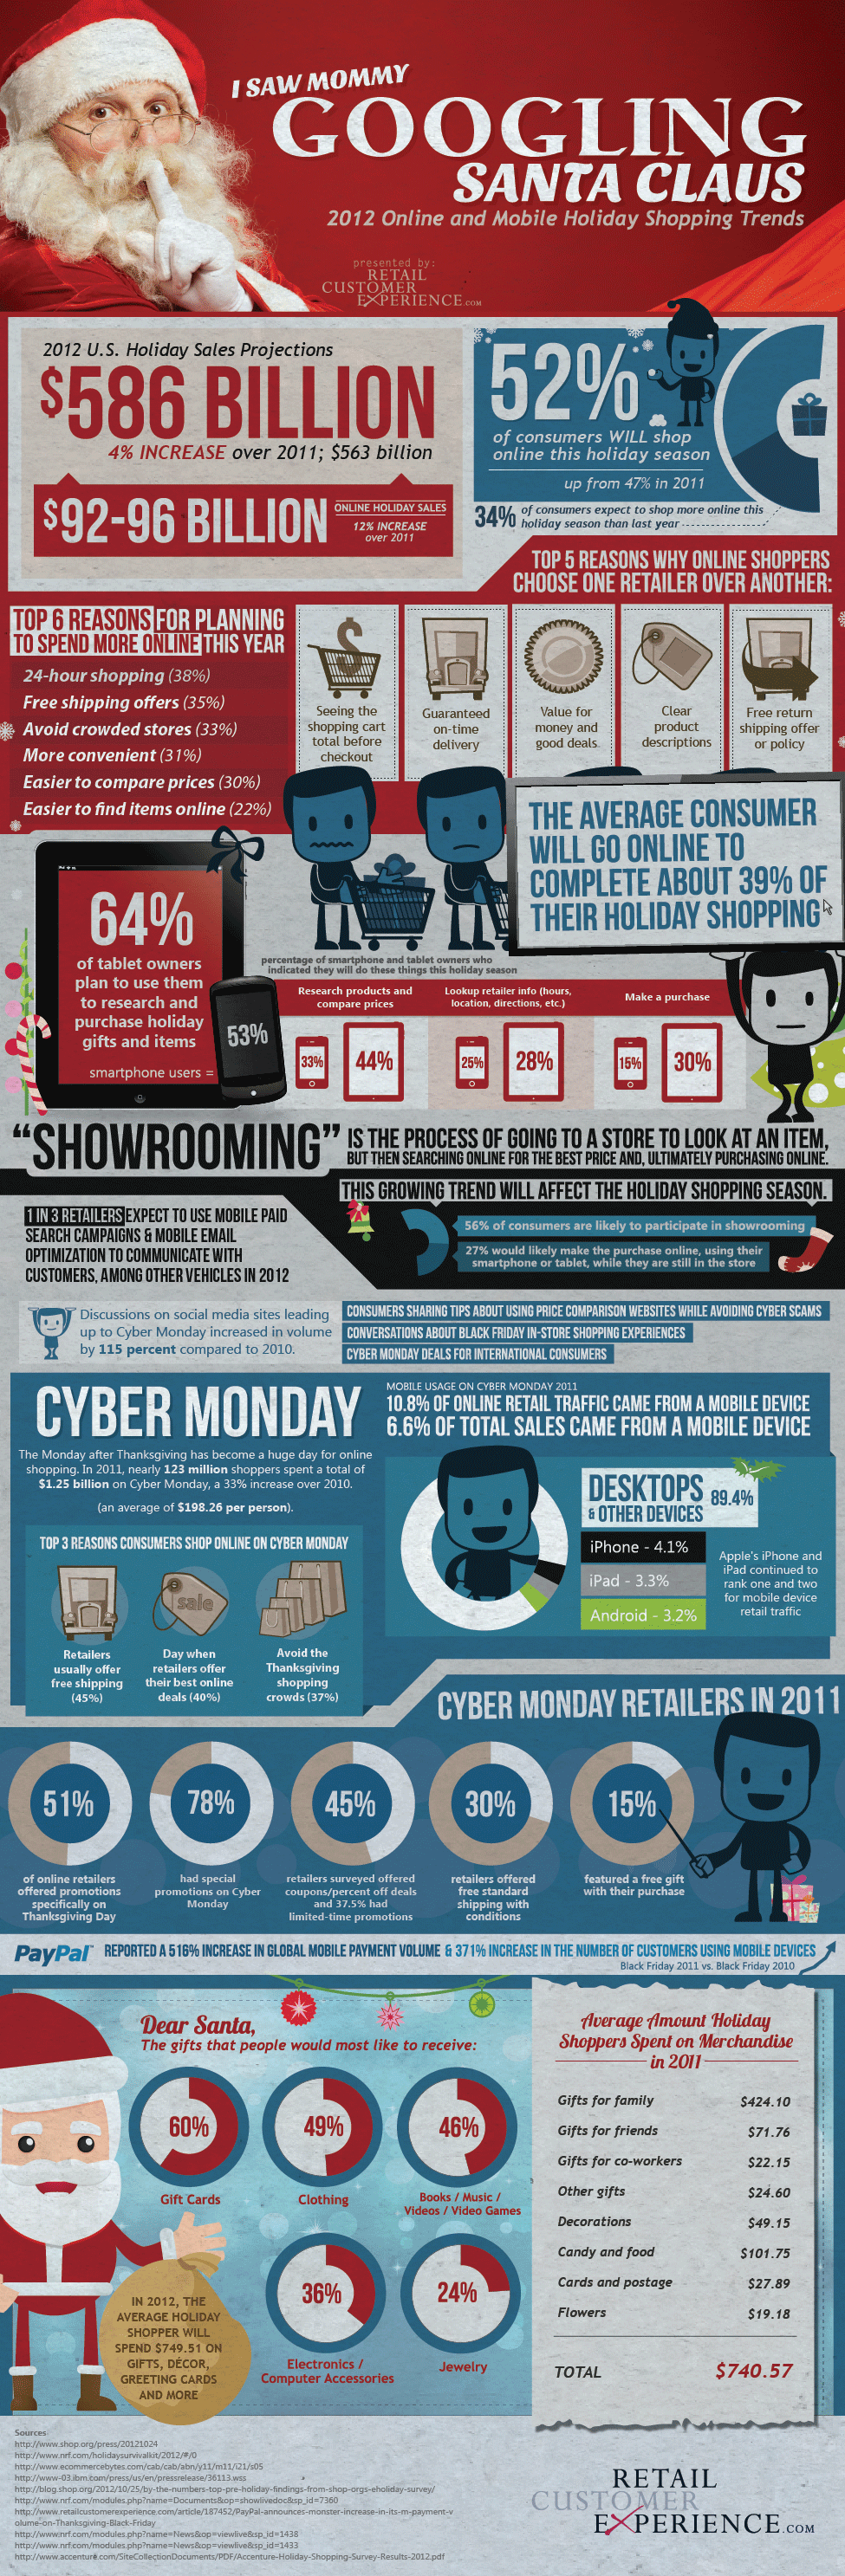 I SAW MOMMY
GOOGLING
SANTA CLAUS
2012 Online and Mobile Holiday Shopping Trends
presented by:
RETAIL
CUSTOMER
EXPERIENCE.COM
2012 U.S. Holiday Sales Projections
$586 BILLION
4% INCREASE over 2011; $563 billion
$92-96 BILLION
ONLINE HOLIDAY SALES
12% INCREASE
over 2011
52%
of consumers WILL shop
online this holiday season
up from 47% in 2011
34%
of consumers expect to shop more online this
holiday season than last year
TOP 5 REASONS WHY ONLINE SHOPPERS
CHOOSE ONE RETAILER OVER ANOTHER:
Seeing the
shopping cart
total before
checkout
Guaranteed
on-time
delivery
Value for
money and
good deals
Clear
product
descriptions
Free return
shipping offer
or policy
TOP 6 REASONS FOR PLANNING
TO SPEND MORE ONLINE THIS YEAR
24-hour shopping (38%)
Free shipping offers (35%)
Avoid crowded stores (33%)
More convenient (31%)
Easier to compare prices (30%)
Easier to find items online (22%)
THE AVERAGE CONSUMER
WILL GO ONLINE TO
COMPLETE ABOUT 39% OF
THEIR HOLIDAY SHOPPING
64%
of tablet owners
plan to use them
to research and
purchase holiday
gifts and items
smartphone users =
53%
percentage of smartphone and tablet owners who
indicated they will do these things this holiday season
Research products and
compare prices
33%
44%
Lookup retailer info (hours,
location, directions, etc.)
25%
28%
Make a purchase
15%
30%
“SHOWROOMING”
IS THE PROCESS OF GOING TO A STORE TO LOOK AT AN ITEM,
BUT THEN SEARCHING ONLINE FOR THE BEST PRICE AND, ULTIMATELY PURCHASING ONLINE.
THIS GROWING TREND WILL AFFECT THE HOLIDAY SHOPPING SEASON.
1 IN 3 RETAILERS EXPECT TO USE MOBILE PAID
SEARCH CAMPAIGNS & MOBILE EMAIL
OPTIMIZATION TO COMMUNICATE WITH
CUSTOMERS, AMONG OTHER VEHICLES IN 2012
56% of consumers are likely to participate in showrooming
27% would likely make the purchase online, using their
smartphone or tablet, while they are still in the store
Discussions on social media sites leading
up to Cyber Monday increased in volume
by 115 percent compared to 2010.
CONSUMERS SHARING TIPS ABOUT USING PRICE COMPARISON WEBSITES WHILE AVOIDING CYBER SCAMS
CONVERSATIONS ABOUT BLACK FRIDAY IN-STORE SHOPPING EXPERIENCES
CYBER MONDAY DEALS FOR INTERNATIONAL CONSUMERS
CYBER MONDAY
The Monday after Thanksgiving has become a huge day for online
shopping. In 2011, nearly 123 million shoppers spent a total of
$1.25 billion on Cyber Monday, a 33% increase over 2010.
(an average of $198.26 per person).
MOBILE USAGE ON CYBER MONDAY 2011
10.8% OF ONLINE RETAIL TRAFFIC CAME FROM A MOBILE DEVICE
6.6% OF TOTAL SALES CAME FROM A MOBILE DEVICE
DESKTOPS
& OTHER DEVICES
89.4%
iPhone - 4.1%
iPad - 3.3%
Android - 3.2%
Apple's iPhone and
iPad continued to
rank one and two
for mobile device
retail traffic
TOP 3 REASONS CONSUMERS SHOP ONLINE ON CYBER MONDAY
sale
Retailers
usually offer
free shipping
(45%)
Day when
retailers offer
their best online
deals (40%)
Avoid the
Thanksgiving
shopping
crowds (37%)
CYBER MONDAY RETAILERS IN 2011
51%
of online retailers
offered promotions
specifically on
Thanksgiving Day
78%
had special
promotions on Cyber
Monday
45%
retailers surveyed offered
coupons/percent off deals
and 37.5% had
limited-time promotions
30%
retailers offered
free standard
shipping with
conditions
15%
featured a free gift
with their purchase
PayPal REPORTED A 516% INCREASE IN GLOBAL MOBILE PAYMENT VOLUME & 371% INCREASE IN THE NUMBER OF CUSTOMERS USING MOBILE DEVICES
Black Friday 2011 vs. Black Friday 2010
Dear Santa,
The gifts that people would most like to receive:
60%
Gift Cards
49%
Clothing
46%
Books / Music /
Videos / Video Games
36%
Electronics /
Computer Accessories
24%
Jewelry
IN 2012, THE
AVERAGE HOLIDAY
SHOPPER WILL
SPEND $749.51 ON
GIFTS, DÉCOR,
GREETING CARDS
AND MORE
Average Amount Holiday
Shoppers Spent on Merchandise
in 2011
Gifts for family $424.10
Gifts for friends $71.76
Gifts for co-workers $22.15
Other gifts $24.60
Decorations $49.15
Candy and food $101.75
Cards and postage $27.89
Flowers $19.18
TOTAL $740.57
Sources
http://www.shop.org/press/20121024
http://www.nrf.com/holidaysurvivalkit/2012/#/0
http://www.ecommercebytes.com/cab/cab/abn/y11/m11/i21/s05
http://www-03.ibm.com/press/us/en/pressrelease/36113.wss
http://blog.shop.org/2012/10/25/by-the-numbers-top-pre-holiday-findings-from-shop-orgs-eholiday-survey/
http://www.nrf.com/modules.php?name=Documents&op=showlivedoc&sp_id=7360
http://www.retailcustomerexperience.com/article/187452/PayPal-announces-monster-increase-in-its-m-payment-v
olume-on-Thanksgiving-Black-Friday
http://www.nrf.com/modules.php?name=News&op=viewlive&sp_id=1438
http://www.nrf.com/modules.php?name=News&op=viewlive&sp_id=1433
http://www.accenture.com/SiteCollectionDocuments/PDF/Accenture-Holiday-Shopping-Survey-Results-2012.pdf
RETAIL
CUSTOMER
EXPERIENCE.COM